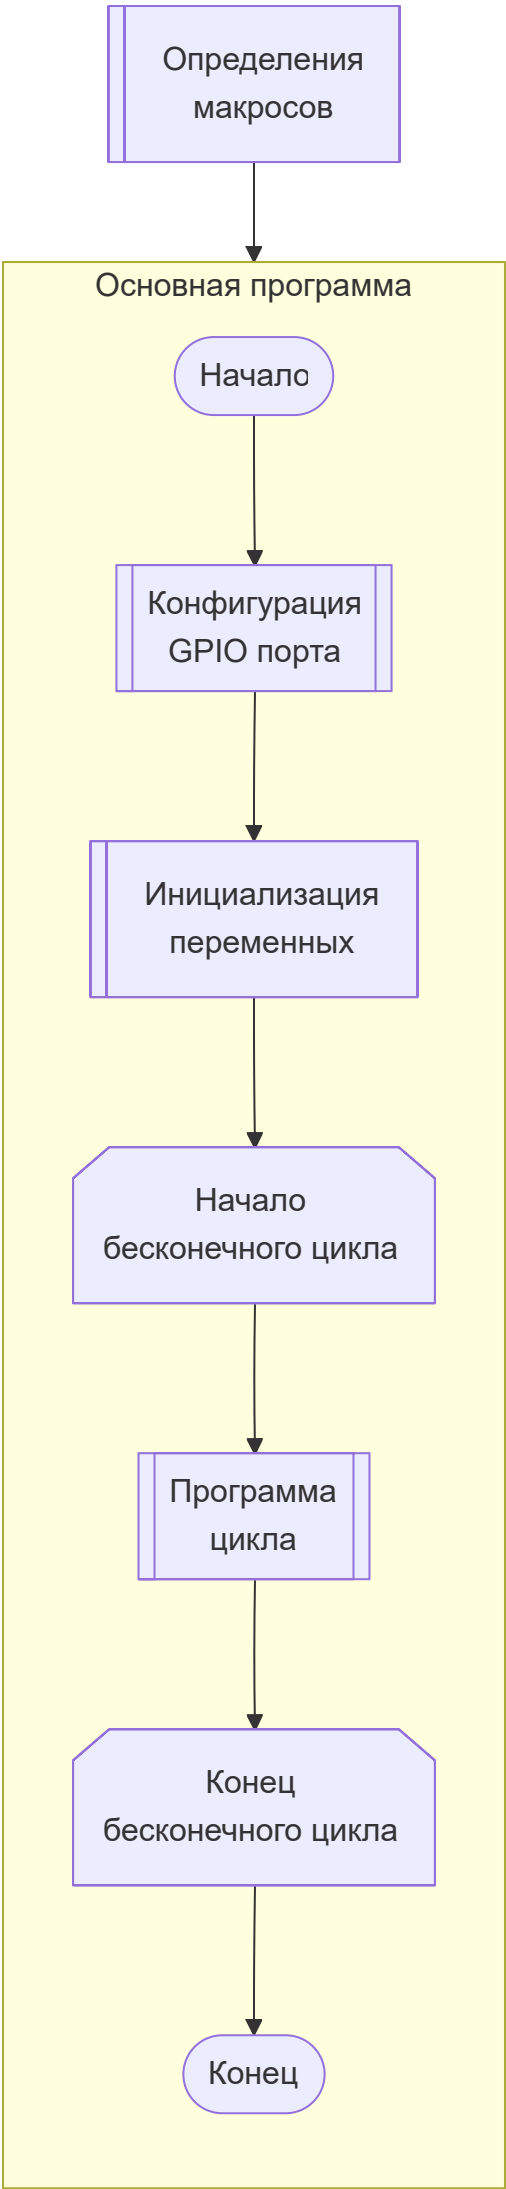 Определения
макросов
Основная программа
Начало
Конфигурация
GPIO порта
Инициализация
переменных
Начало
бесконечного цикла
Программа
цикла
Конец
бесконечного цикла
Конец